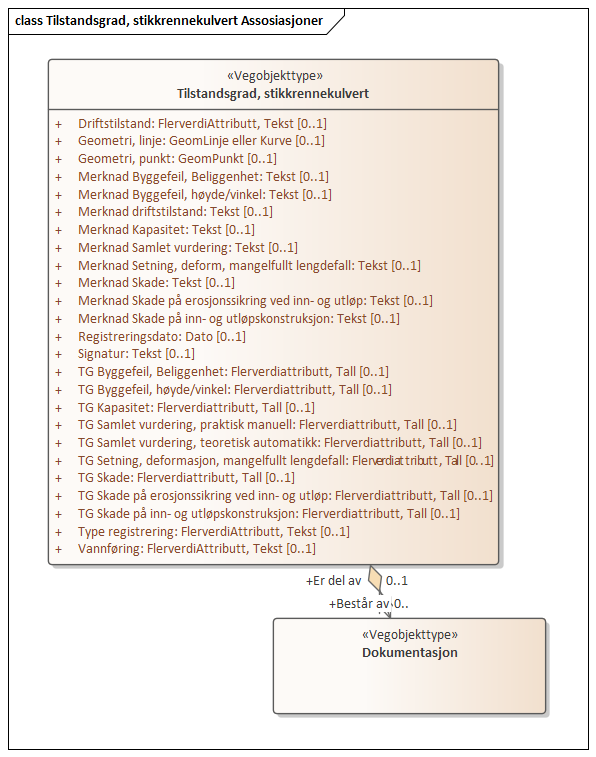 class Tilstandsgrad, stikkrennekulvert Assosiasjoner
«Vegobjekttype»
Tilstandsgrad, stikkrennekulvert
+ Driftstilstand: FlerverdiAttributt, Tekst [0..1]
+ Geometri, linje: GeomLinje eller Kurve [0..1]
+ Geometri, punkt: GeomPunkt [0..1]
+ Merknad Byggefeil, Beliggenhet: Tekst [0..1]
+ Merknad Byggefeil, høyde/vinkel: Tekst [0..1]
+ Merknad driftstilstand: Tekst [0..1]
+ Merknad Kapasitet: Tekst [0..1]
+ Merknad Samlet vurdering: Tekst [0..1]
+ Merknad Setning, deform, mangelfullt lengdefall: Tekst [0..1]
+ Merknad Skade: Tekst [0..1]
+ Merknad Skade på erosjonssikring ved inn- og utløp: Tekst [0..1]
+ Merknad Skade på inn- og utløpskonstruksjon: Tekst [0..1]
+ Registreringsdato: Dato [0..1]
+ Signatur: Tekst [0..1]
+ TG Byggefeil, Beliggenhet: Flerverdiattributt, Tall [0..1]
+ TG Byggefeil, høyde/vinkel: Flerverdiattributt, Tall [0..1]
+ TG Kapasitet: Flerverdiattributt, Tall [0..1]
+ TG Samlet vurdering, praktisk manuell: Flerverdiattributt, Tall [0..1]
+ TG Samlet vurdering, teoretisk automatikk: Flerverdiattributt, Tall [0..1]
+ TG Setning, deformasjon, mangelfullt lengdefall: Flerverdiattributt, Tall [0..1]
+ TG Skade: Flerverdiattributt, Tall [0..1]
+ TG Skade på erosjonssikring ved inn- og utløp: Flerverdiattributt, Tall [0..1]
+ TG Skade på inn- og utløpskonstruksjon: Flerverdiattributt, Tall [0..1]
+ Type registrering: FlerverdiAttributt, Tekst [0..1]
+ Vannføring: FlerverdiAttributt, Tekst [0..1]
+Er del av 0..1
+Består av 0..
«Vegobjekttype»
Dokumentasjon